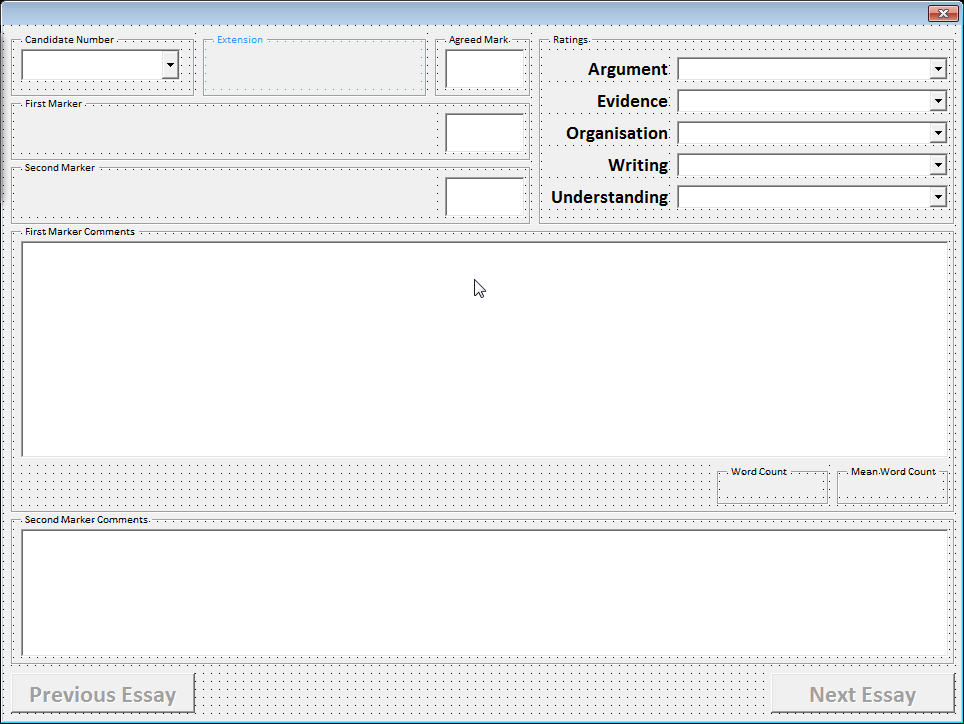 Candidate Number
Extension
Agreed Mark
Ratings
Argument
Evidence
Organisation
Writing
Understanding
First Marker
Second Marker
First Marker Comments
Word Count
Mean Word Count
Second Marker Comments
Previous Essay
Next Essay